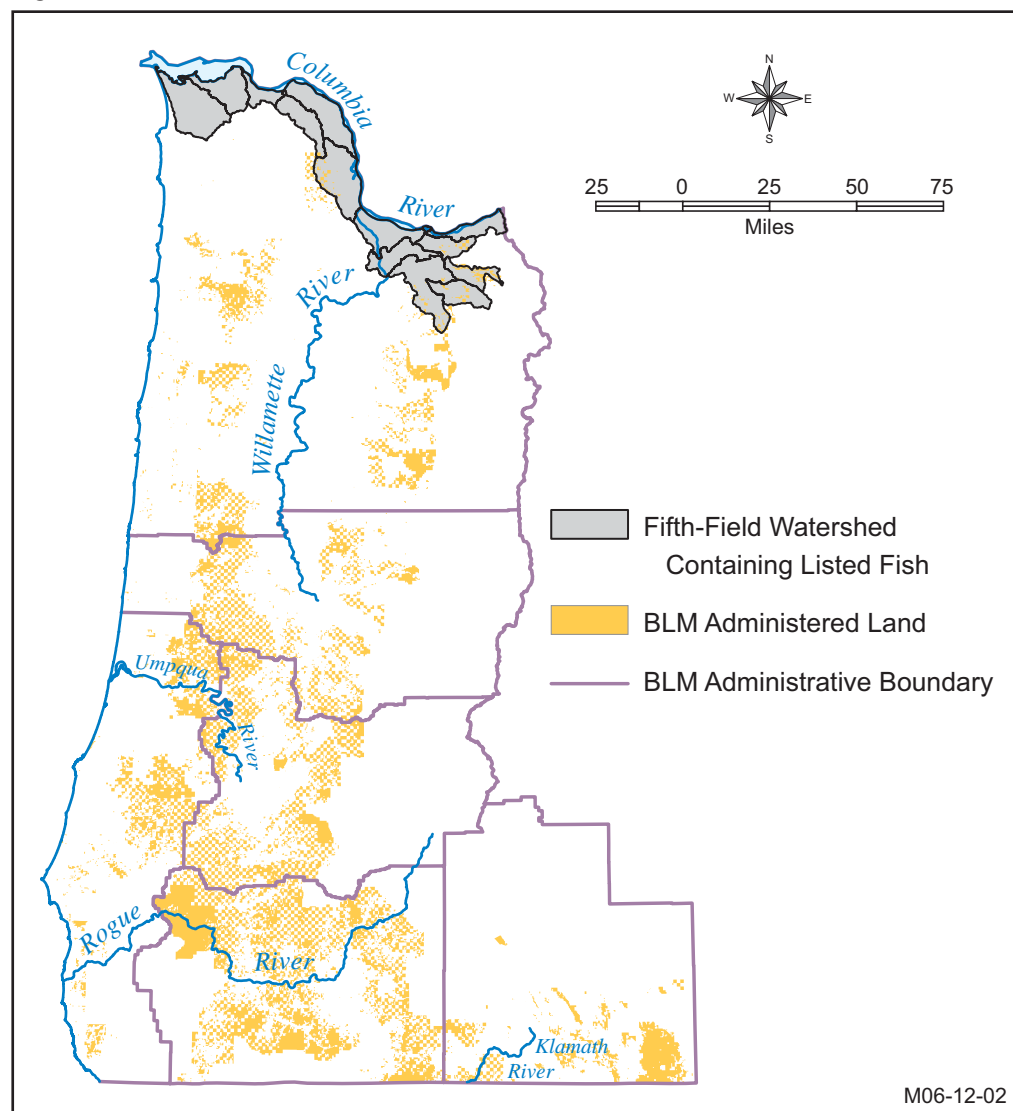 Columbia
River
N
W E
S
25 0 25 50 75
Miles
River
Willamette
Fifth-Field Watershed
Containing Listed Fish
BLM Administered Land
BLM Administrative Boundary
Umpqua
River
Rogue
River
Klamath
River
M06-12-02